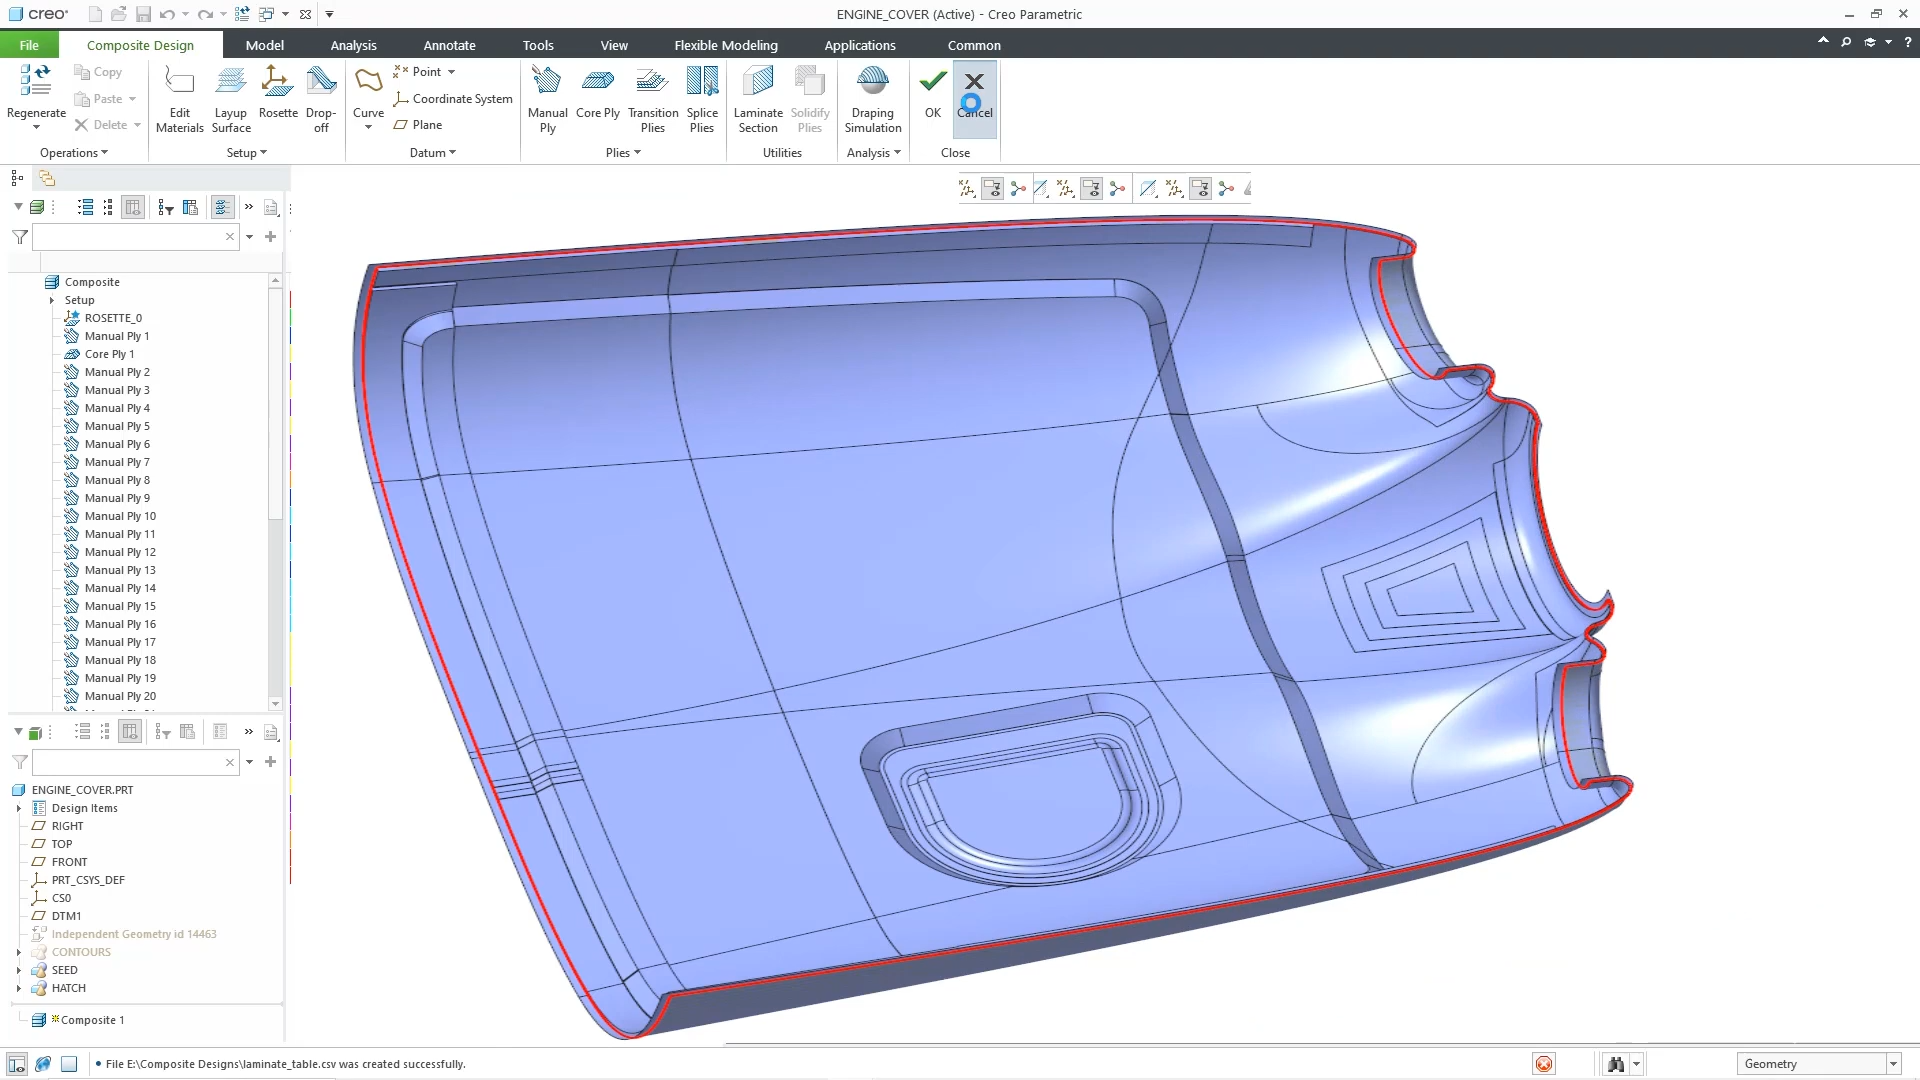 creo°
ENGINE_COVER (Active) - Creo Parametric
File
Composite Design
Model
Analysis
Annotate
Tools
View
Flexible Modeling
Applications
Common
Regenerate
Copy
Paste
Delete
Operations
Edit Materials
Layup Surface
Rosette
Drop-off
Setup
Curve
Point
Coordinate System
Plane
Datum
Manual Ply
Core Ply
Transition Plies
Splice Plies
Plies
Laminate Section
Solidify Plies
Utilities
Draping Simulation
Analysis
OK
Cancel
Close
Composite
Setup
ROSETTE_0
Manual Ply 1
Core Ply 1
Manual Ply 2
Manual Ply 3
Manual Ply 4
Manual Ply 5
Manual Ply 6
Manual Ply 7
Manual Ply 8
Manual Ply 9
Manual Ply 10
Manual Ply 11
Manual Ply 12
Manual Ply 13
Manual Ply 14
Manual Ply 15
Manual Ply 16
Manual Ply 17
Manual Ply 18
Manual Ply 19
Manual Ply 20
ENGINE_COVER.PRT
Design Items
RIGHT
TOP
FRONT
PRT_CSYS_DEF
CS0
DTM1
Independent Geometry id 14463
CONTOURS
SEED
HATCH
*Composite 1
• File E:\Composite Designs\laminate_table.csv was created successfully.
Geometry